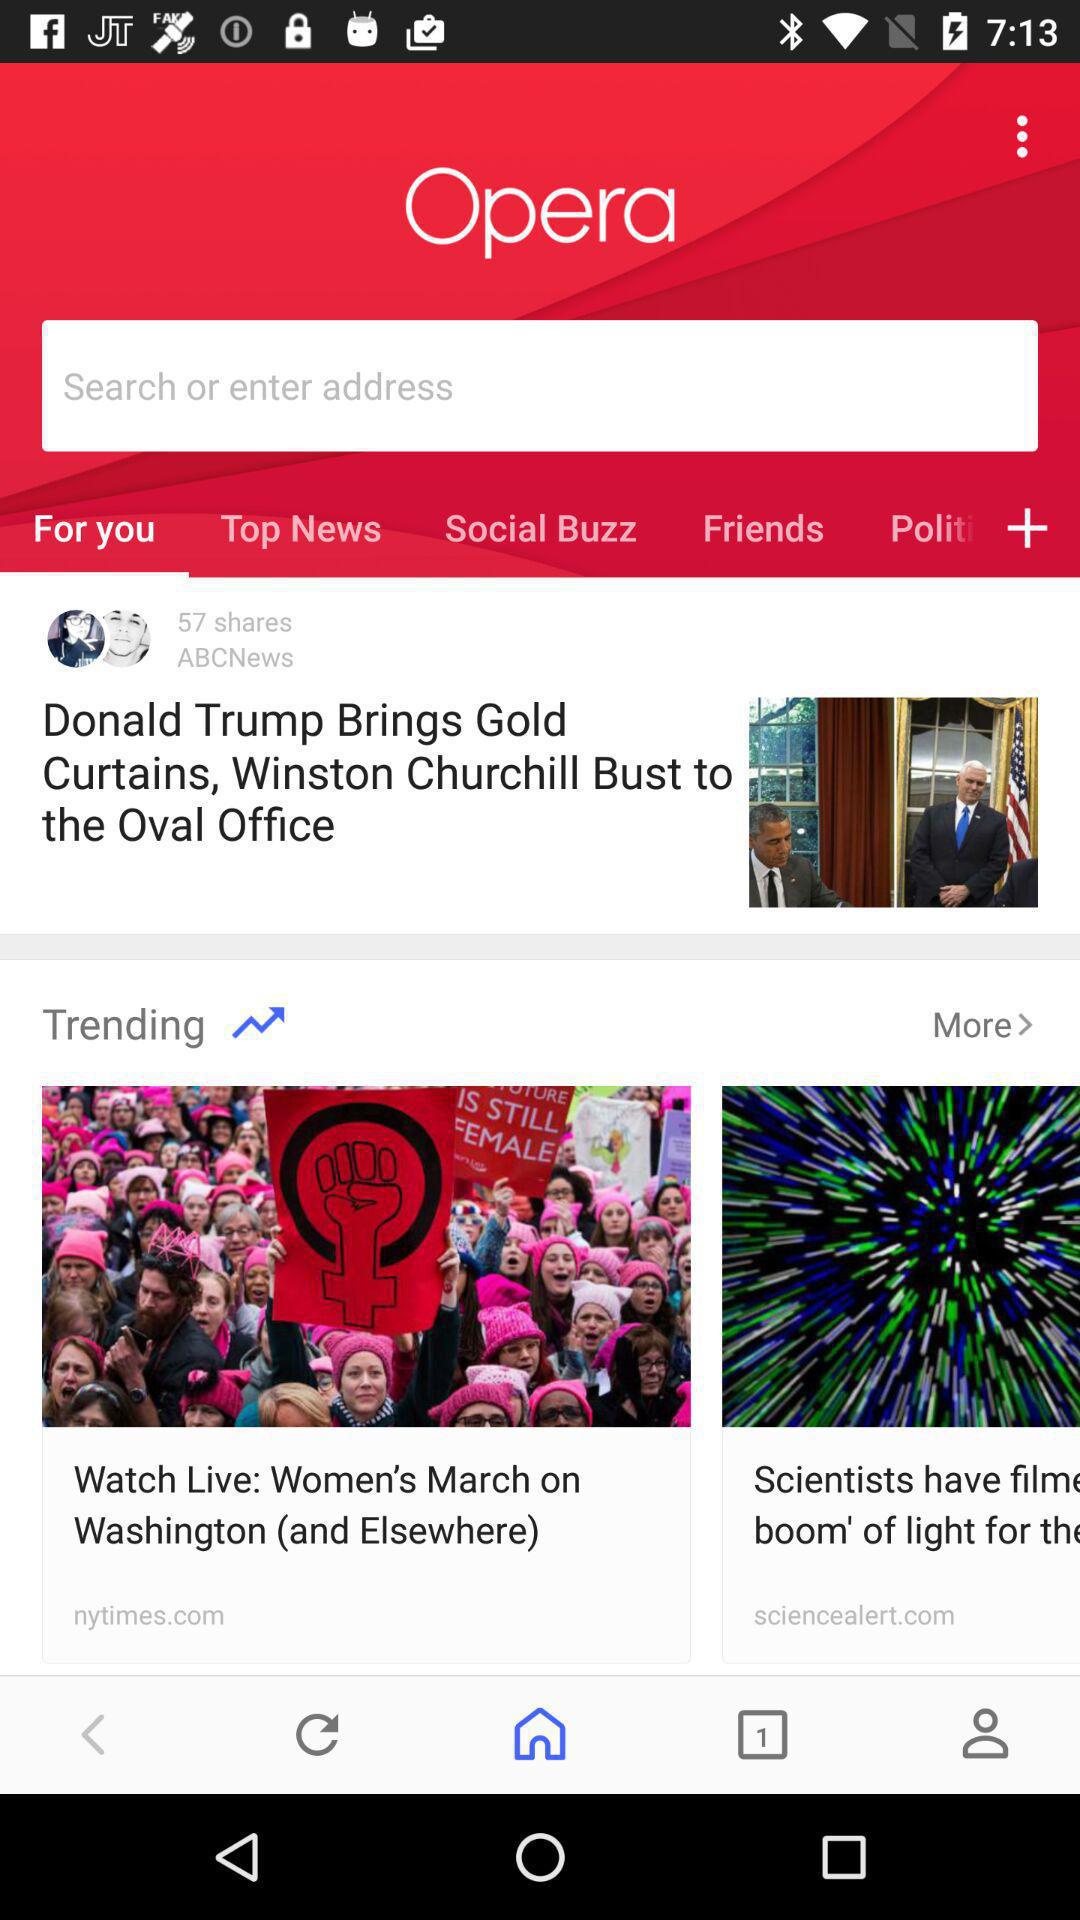 JT FAKE 7:13
Opera
Search or enter address
For you Top News Social Buzz Friends Politi
57 shares
ABCNews
Donald Trump Brings Gold
Curtains, Winston Churchill Bust to
the Oval Office
Trending More
IS STILL
FEMALE
Watch Live: Women’s March on
Washington (and Elsewhere)
nytimes.com
Scientists have filme
boom' of light for the
sciencealert.com
1